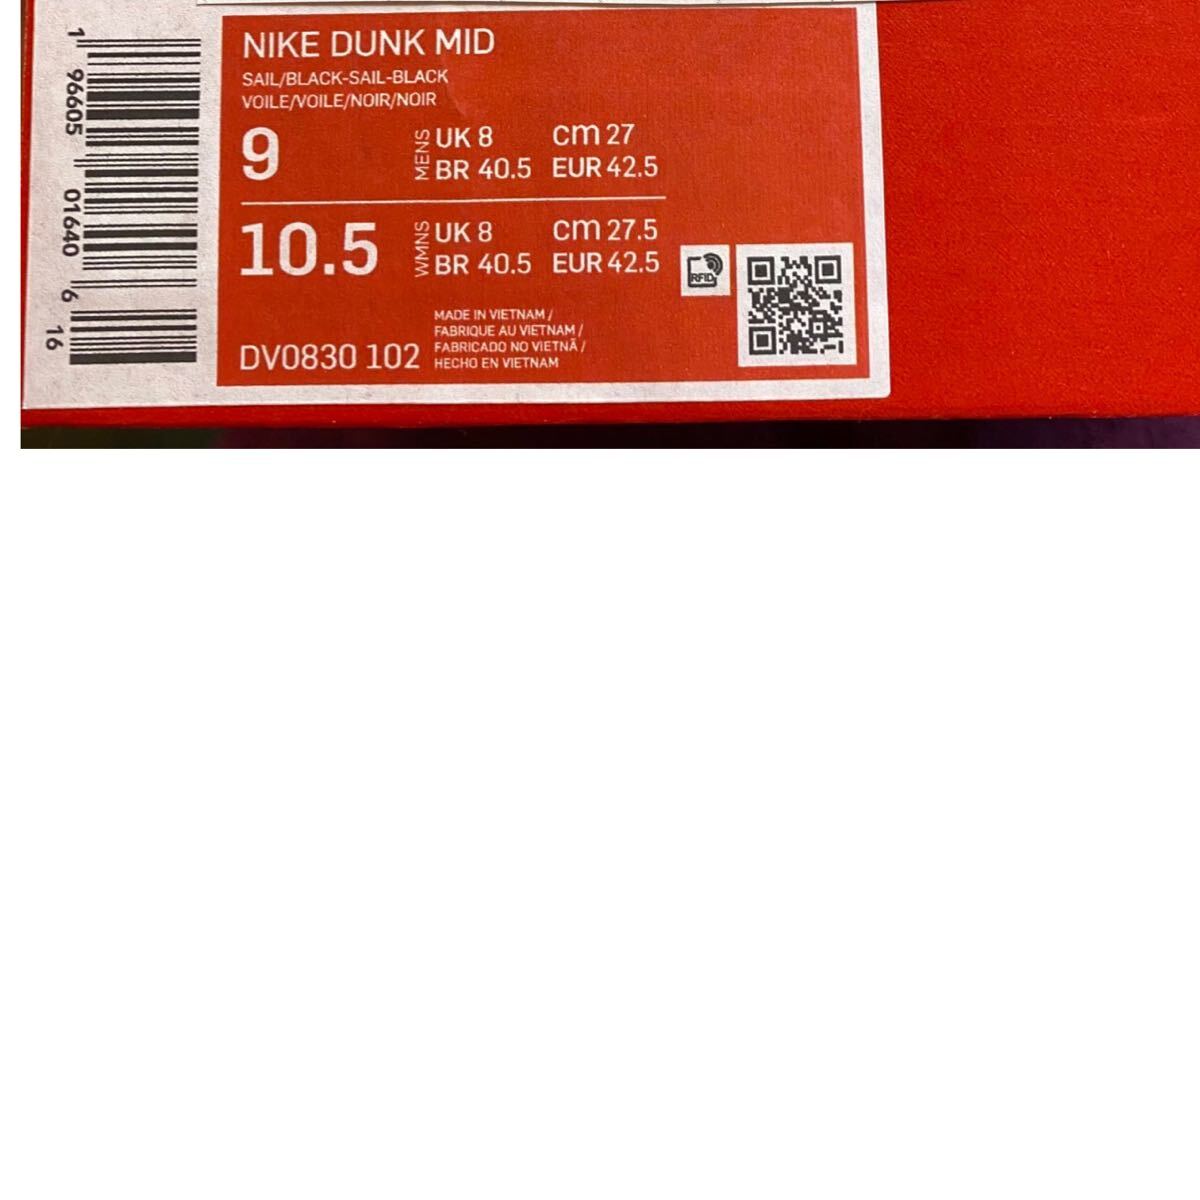 NIKE DUNK MID
SAIL/BLACK-SAIL-BLACK
VOILE/VOILE/NOIR/NOIR
9
MENS
UK 8 cm 27
BR 40.5 EUR 42.5
10.5
WMNS
UK 8 cm 27.5
BR 40.5 EUR 42.5
RFID
DV0830 102
MADE IN VIETNAM /
FABRIQUE AU VIETNAM /
FABRICADO NO VIETNÃ /
HECHO EN VIETNAM
1 96605 01640 6 16